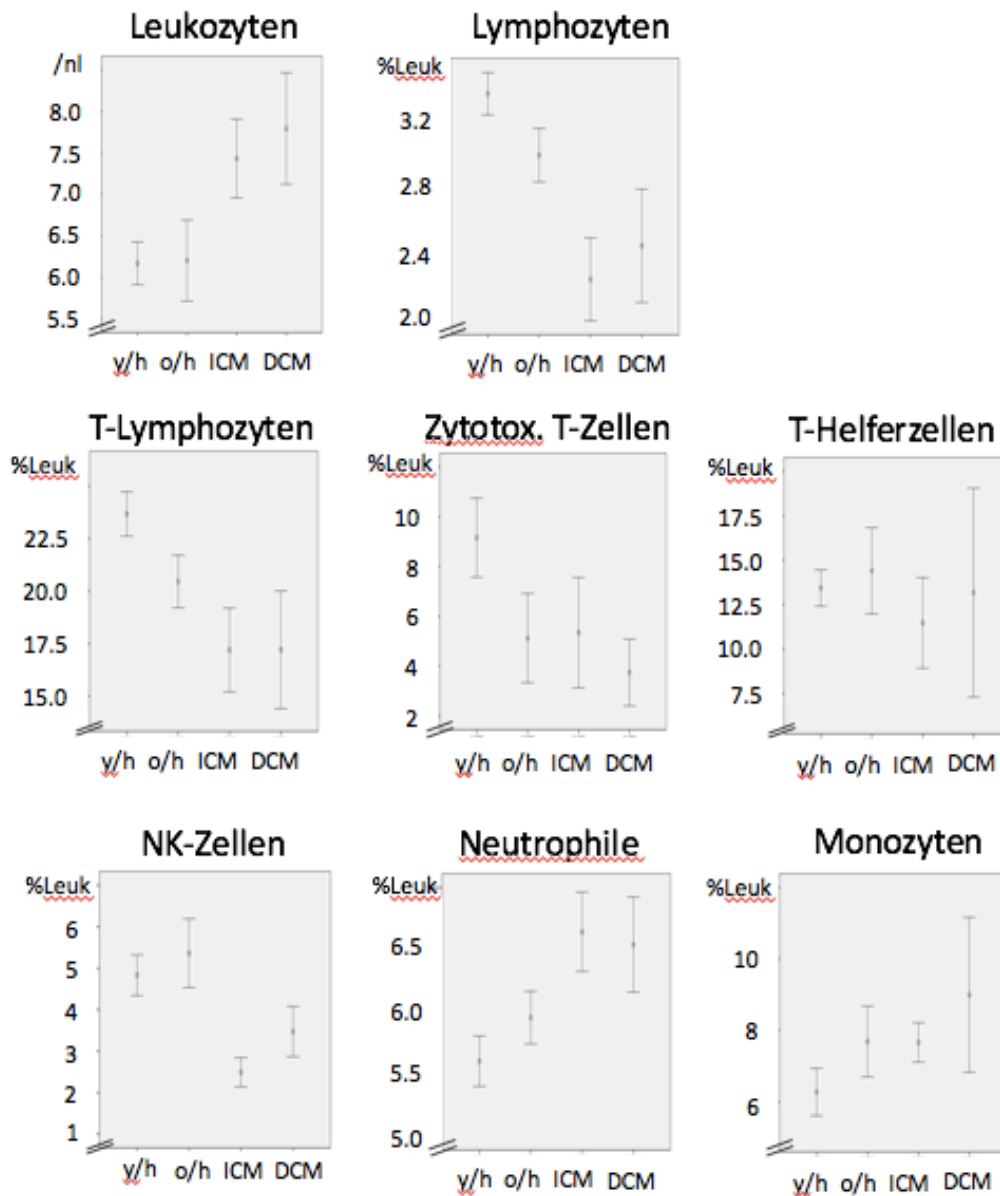 Leukozyten
/nl
8.0
7.5
7.0
6.5
6.0
5.5
y/h o/h ICM DCM
Lymphozyten
%Leuk
3.2
2.8
2.4
2.0
y/h o/h ICM DCM
T-Lymphozyten
%Leuk
22.5
20.0
17.5
15.0
y/h o/h ICM DCM
Zytotox. T-Zellen
%Leuk
10
8
6
4
2
y/h o/h ICM DCM
T-Helferzellen
%Leuk
17.5
15.0
12.5
10.0
7.5
y/h o/h ICM DCM
NK-Zellen
%Leuk
6
5
4
3
2
1
y/h o/h ICM DCM
Neutrophile
%Leuk
6.5
6.0
5.5
5.0
y/h o/h ICM DCM
Monozyten
%Leuk
10
8
6
y/h o/h ICM DCM